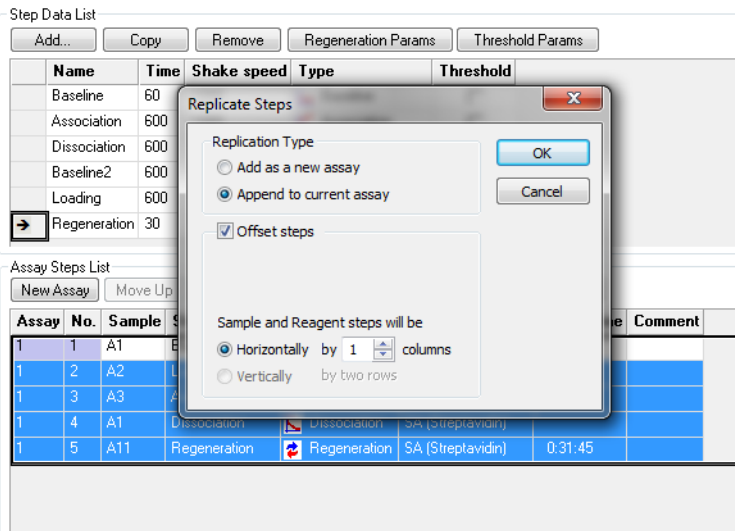 Step Data List
Add... Copy Remove Regeneration Params Threshold Params
Name Time Shake speed Type Threshold
Baseline 60
Association 600
Dissociation 600
Baseline2 600
Loading 600
Regeneration 30
Replicate Steps
Replication Type
Add as a new assay
Append to current assay
OK
Cancel
Offset steps
Sample and Reagent steps will be
Horizontally by 1 columns
Vertically by two rows
Assay Steps List
New Assay Move Up
Assay No. Sample Comment
1 1 A1
1 2 A2
1 3 A3
1 4 A1 Dissociation Dissociation SA (Streptavidin)
1 5 A11 Regeneration Regeneration SA (Streptavidin) 0:31:45